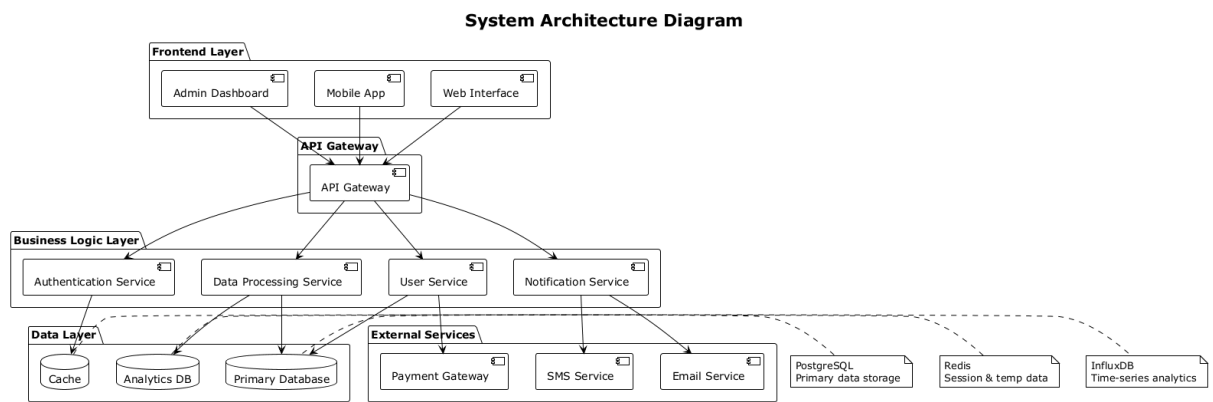 System Architecture Diagram
Frontend Layer
Admin Dashboard
Mobile App
Web Interface
API Gateway
API Gateway
Business Logic Layer
Authentication Service
Data Processing Service
User Service
Notification Service
Data Layer
Cache
Analytics DB
Primary Database
External Services
Payment Gateway
SMS Service
Email Service
PostgreSQL
Primary data storage
Redis
Session & temp data
InfluxDB
Time-series analytics